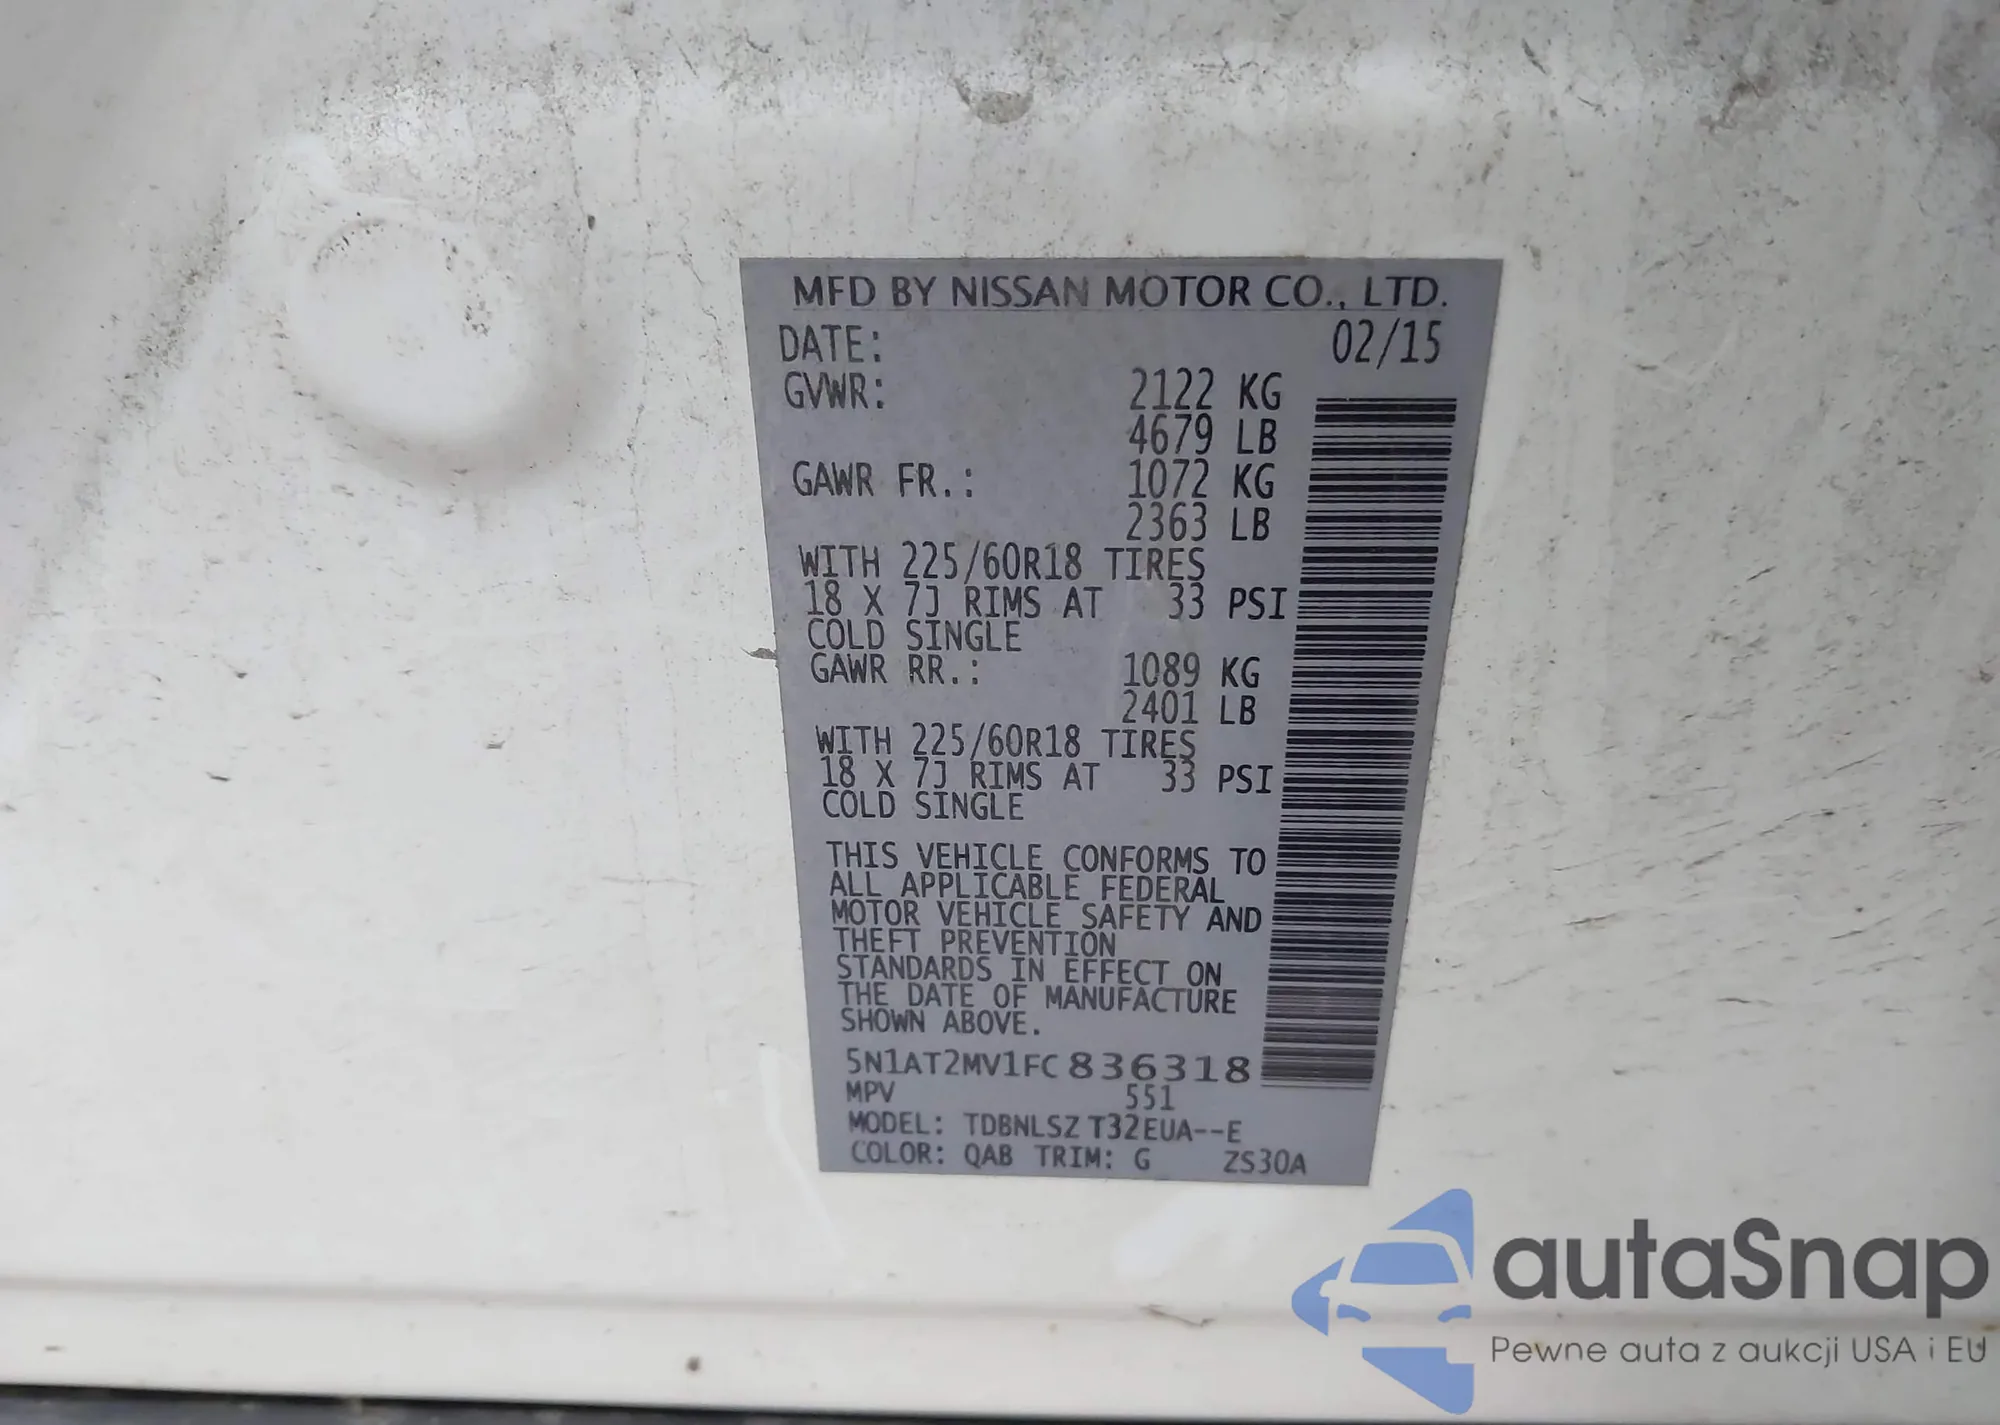 MFD BY NISSAN MOTOR CO., LTD.
DATE: 02/15
GVWR: 2122 KG
4679 LB
GAWR FR.: 1072 KG
2363 LB
WITH 225/60R18 TIRES
18 X 7J RIMS AT 33 PSI
COLD SINGLE
GAWR RR.: 1089 KG
2401 LB
WITH 225/60R18 TIRES
18 X 7J RIMS AT 33 PSI
COLD SINGLE
THIS VEHICLE CONFORMS TO
ALL APPLICABLE FEDERAL
MOTOR VEHICLE SAFETY AND
THEFT PREVENTION
STANDARDS IN EFFECT ON
THE DATE OF MANUFACTURE
SHOWN ABOVE.
5N1AT2MV1FC836318
MPV 551
MODEL: TDBNLSZ T32EUA--E
COLOR: QAB TRIM: G ZS30A
autaSnap
Pewne auta z aukcji USA i EU